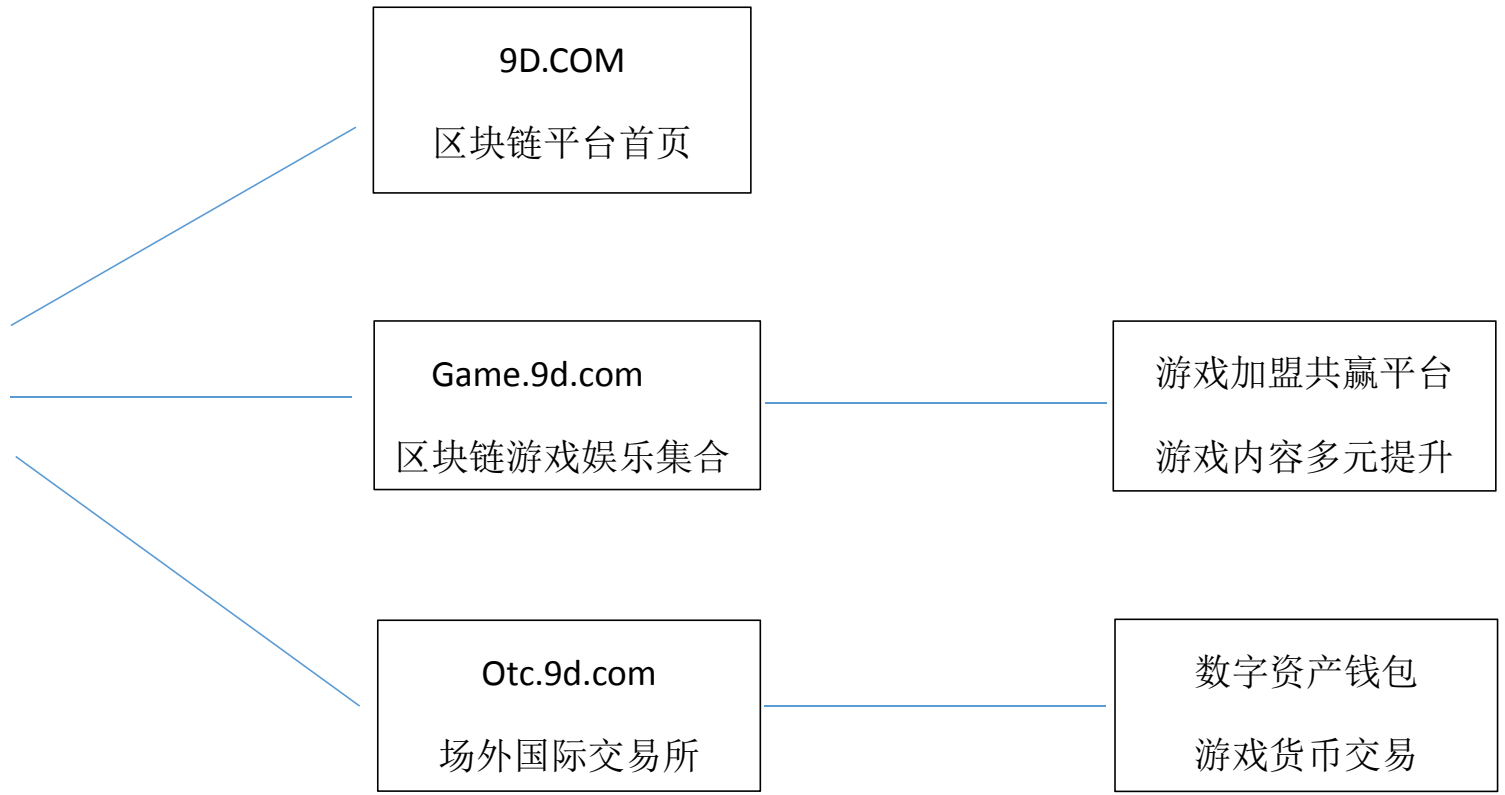 9D.COM
区块链平台首页
Game.9d.com
区块链游戏娱乐集合
游戏加盟共赢平台
游戏内容多元提升
Otc.9d.com
场外国际交易所
数字资产钱包
游戏货币交易